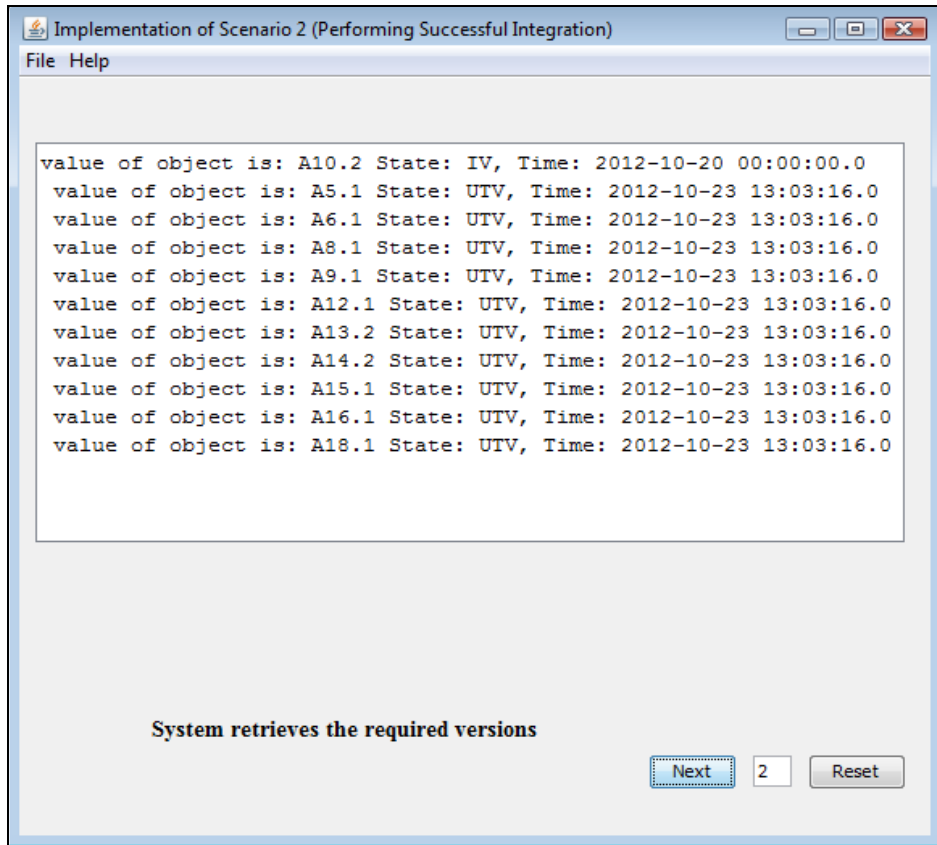 Implementation of Scenario 2 (Performing Successful Integration)
File Help
value of object is: A10.2 State: IV, Time: 2012-10-20 00:00:00.0
value of object is: A5.1 State: UTV, Time: 2012-10-23 13:03:16.0
value of object is: A6.1 State: UTV, Time: 2012-10-23 13:03:16.0
value of object is: A8.1 State: UTV, Time: 2012-10-23 13:03:16.0
value of object is: A9.1 State: UTV, Time: 2012-10-23 13:03:16.0
value of object is: A12.1 State: UTV, Time: 2012-10-23 13:03:16.0
value of object is: A13.2 State: UTV, Time: 2012-10-23 13:03:16.0
value of object is: A14.2 State: UTV, Time: 2012-10-23 13:03:16.0
value of object is: A15.1 State: UTV, Time: 2012-10-23 13:03:16.0
value of object is: A16.1 State: UTV, Time: 2012-10-23 13:03:16.0
value of object is: A18.1 State: UTV, Time: 2012-10-23 13:03:16.0
System retrieves the required versions
Next 2 Reset